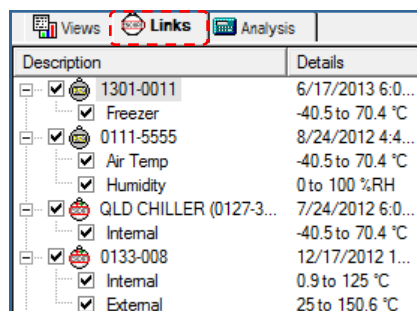 Views Links Analysis
Description Details
1301-0011 6/17/2013 6:0...
Freezer -40.5 to 70.4 °C
0111-5555 8/24/2012 4:4...
Air Temp -40.5 to 70.4 °C
Humidity 0 to 100 %RH
QLD CHILLER (0127-3... 7/24/2012 6:0...
Internal -40.5 to 70.4 °C
0133-008 12/17/2012 1...
Internal 0.9 to 125 °C
External 25 to 150.6 °C